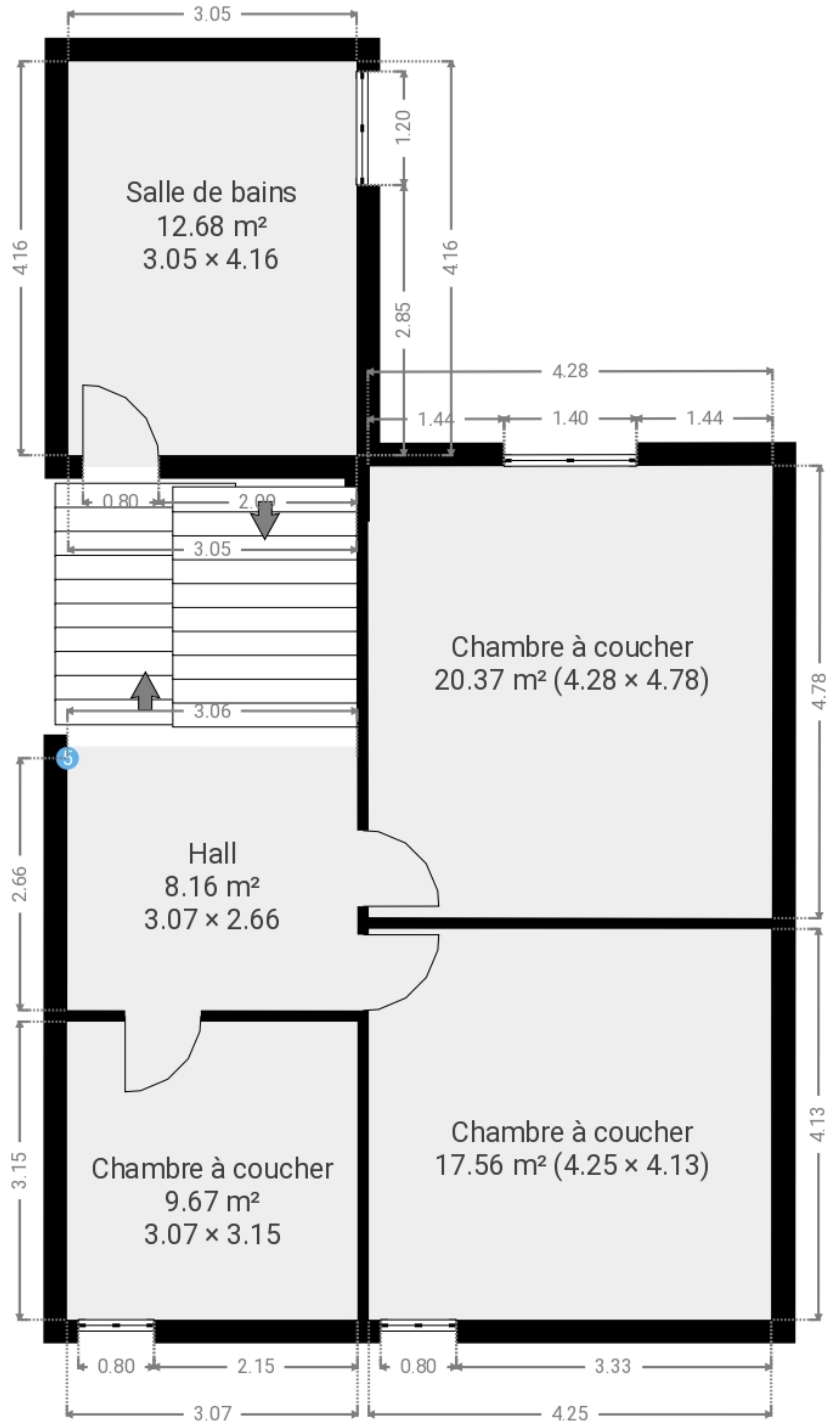 3.05
1.20
Salle de bains
12.68 m²
3.05 × 4.16
4.16
4.16
2.85
4.28
1.44
1.40
1.44
0.80
2.09
3.05
Chambre à coucher
20.37 m² (4.28 × 4.78)
4.78
3.06
5
Hall
8.16 m²
3.07 × 2.66
2.66
Chambre à coucher
17.56 m² (4.25 × 4.13)
4.13
Chambre à coucher
9.67 m²
3.07 × 3.15
3.15
0.80
2.15
0.80
3.33
3.07
4.25